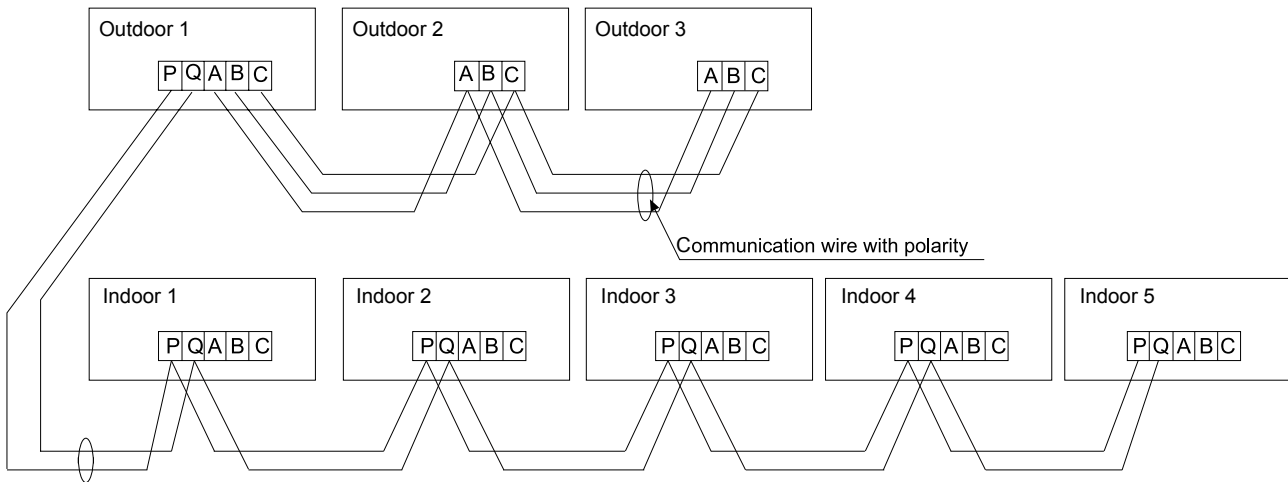 Outdoor 1
Outdoor 2
Outdoor 3
P Q A B C
A B C
A B C
Communication wire with polarity
Indoor 1
Indoor 2
Indoor 3
Indoor 4
Indoor 5
P Q A B C
P Q A B C
P Q A B C
P Q A B C
P Q A B C